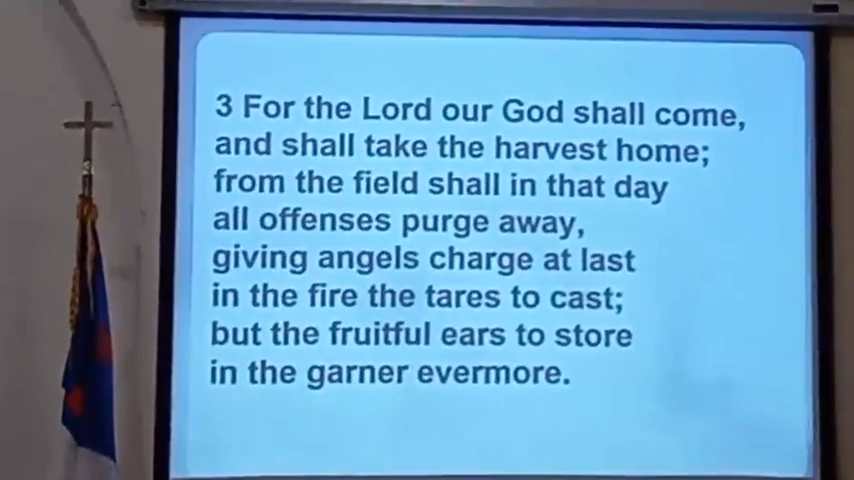 3 For the Lord our God shall come,
and shall take the harvest home;
from the field shall in that day
all offenses purge away,
giving angels charge at last
in the fire the tares to cast;
but the fruitful ears to store
in the garner evermore.